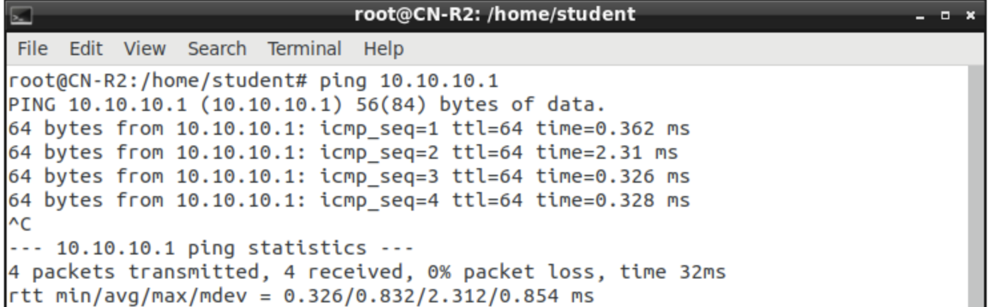 root@CN-R2: /home/student
File Edit View Search Terminal Help
root@CN-R2:/home/student# ping 10.10.10.1
PING 10.10.10.1 (10.10.10.1) 56(84) bytes of data.
64 bytes from 10.10.10.1: icmp_seq=1 ttl=64 time=0.362 ms
64 bytes from 10.10.10.1: icmp_seq=2 ttl=64 time=2.31 ms
64 bytes from 10.10.10.1: icmp_seq=3 ttl=64 time=0.326 ms
64 bytes from 10.10.10.1: icmp_seq=4 ttl=64 time=0.328 ms
^C
--- 10.10.10.1 ping statistics ---
4 packets transmitted, 4 received, 0% packet loss, time 32ms
rtt min/avg/max/mdev = 0.326/0.832/2.312/0.854 ms